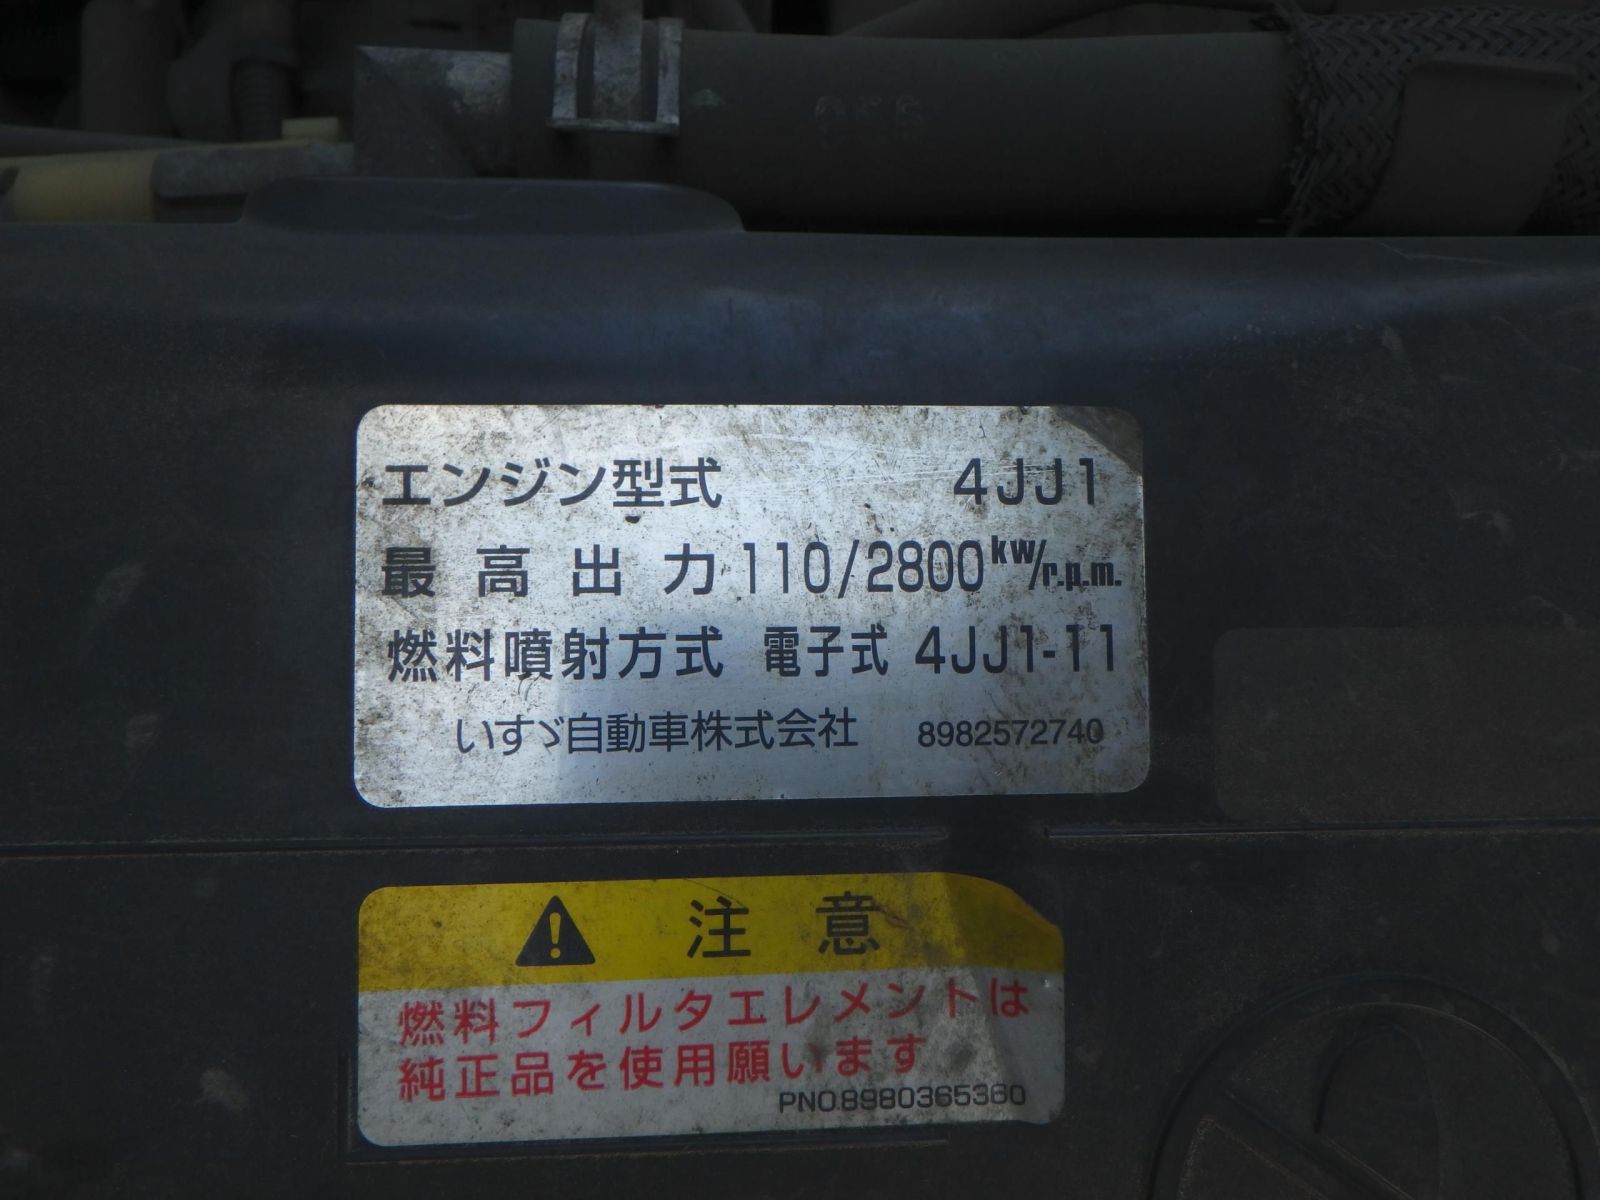 エンジン型式 4JJ1
最高出力 110/2800 kw/r.p.m.
燃料噴射方式 電子式 4JJ1-11
いすゞ自動車株式会社 8982572740
注意
燃料フィルタエレメントは
純正品を使用願います
PNO.8980365360